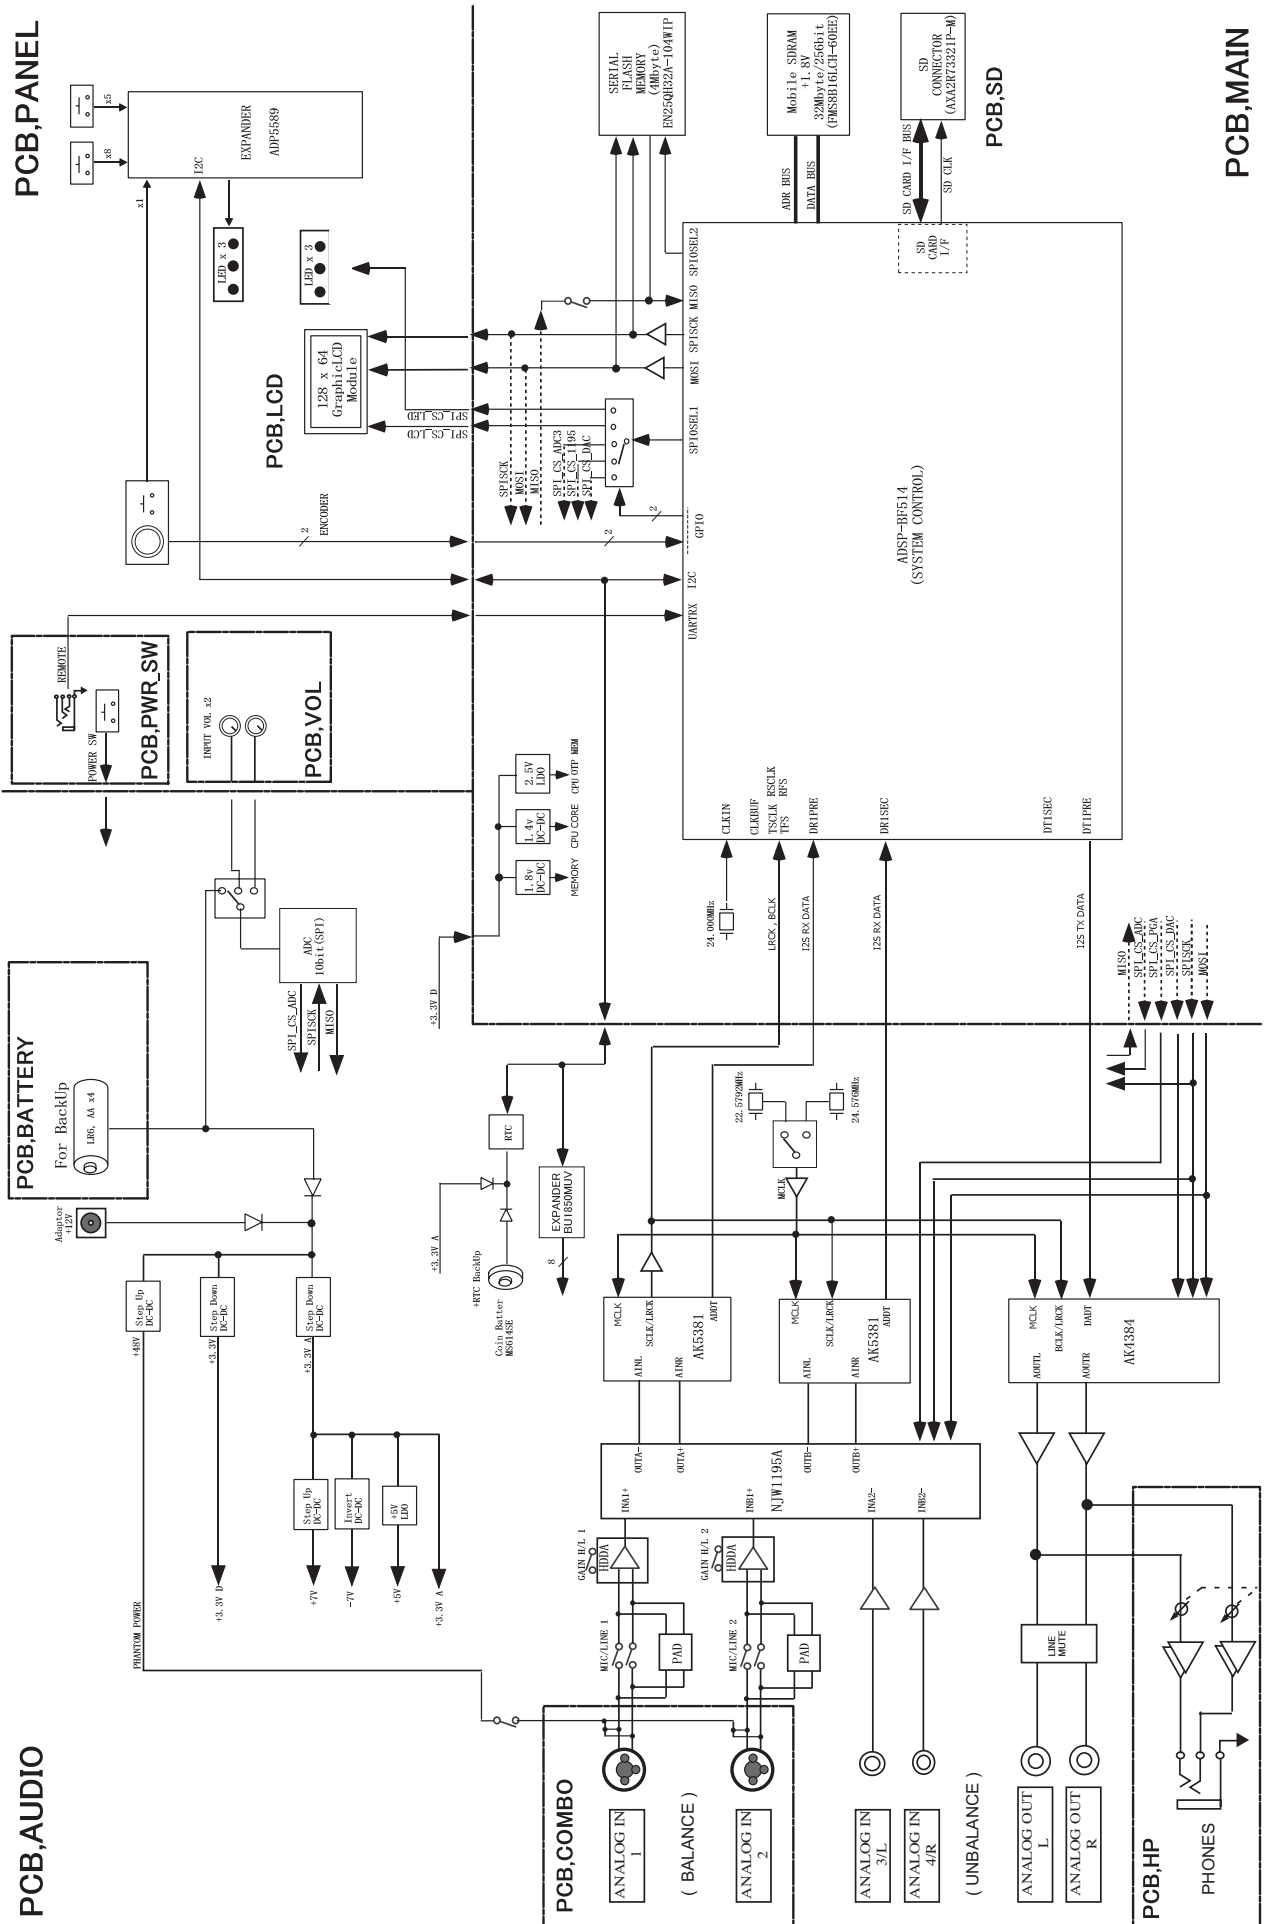 PCB,PANEL
x5
x8
EXPANDER
ADP5589
I2C
x1
LED x 3
LED x 3
PCB,LCD
128 x 64
GraphicLCD
Module
SPI_CS_LED
SPI_CS_LCD
2
ENCODER
SERIAL
FLASH
MEMORY
(4Mbyte)
EN25QH32A-104WIP
Mobile SDRAM
+1.8V
32Mbyte/256bit
(FMS8B16LCH-60EE)
SD
CONNECTOR
(AXA2R73321P-M)
PCB,SD
PCB,MAIN
ADR BUS
DATA BUS
SD CARD I/F BUS
SD CLK
SD
CARD
I/F
SPIOSEL2
MISO
SPISCK
MOSI
SPIOSEL1
GPIO
I2C
UARTRX
SPISCK
MOSI
MISO
SPI_CS_ADC3
SPI_CS_1195
SPI_CS_DAC
2
2
ADSP-BF514
(SYSTEM CONTROL)
REMOTE
POWER SW
PCB,PWR_SW
INPUT VOL x2
PCB,VOL
2.5V
LDO
CPU OTP MEM
1.4v
DC-DC
CPU CORE
1.8v
DC-DC
MEMORY
CLKIN
CLKBUF
TSCLK RSCLK
TFS RFS
DR1PRE
DR1SEC
DT1SEC
DT1PRE
24.000MHz
LRCK , BCLK
I2S RX DATA
I2S RX DATA
I2S TX DATA
MISO
SPI_CS_ADC
SPI_CS_PGA
SPI_CS_DAC
SPISCK
MOSI
ADC
10bit(SPI)
SPI_CS_ADC
SPISCK
MISO
+3.3V D
PCB,BATTERY
For BackUp
LR6, AA x4
Adaptor
+12V
RTC
+3.3V A
EXPANDER
BU1850MUV
8
+RTC BackUp
Coin Batter
MS614SE
22.5792MHz
24.576MHz
MCLK
Step Up
DC-DC
+48V
Step Down
DC-DC
+3.3V
Step Down
DC-DC
+3.3V A
Step Up
DC-DC
+7V
Invert
DC-DC
-7V
+5V
LDO
+5V
+3.3V A
+3.3V D
PHANTOM POWER
MCLK
SCLK/LRCK
ADDT
AK5381
AINL
AINR
MCLK
SCLK/LRCK
ADDT
AK5381
AINL
AINR
MCLK
BCLK/LRCK
DADT
AK4384
AOUTL
AOUTR
OUTA-
OUTA+
OUTB-
OUTB+
NJW1195A
INA1+
INB1+
INA2-
INB2-
GAIN H/L 1
HDDA
GAIN H/L 2
HDDA
MIC/LINE 1
PAD
MIC/LINE 2
PAD
LINE
MUTE
PCB,AUDIO
PCB,COMBO
ANALOG IN
1
( BALANCE )
ANALOG IN
2
ANALOG IN
3/L
ANALOG IN
4/R
( UNBALANCE )
ANALOG OUT
L
ANALOG OUT
R
PCB,HP
PHONES